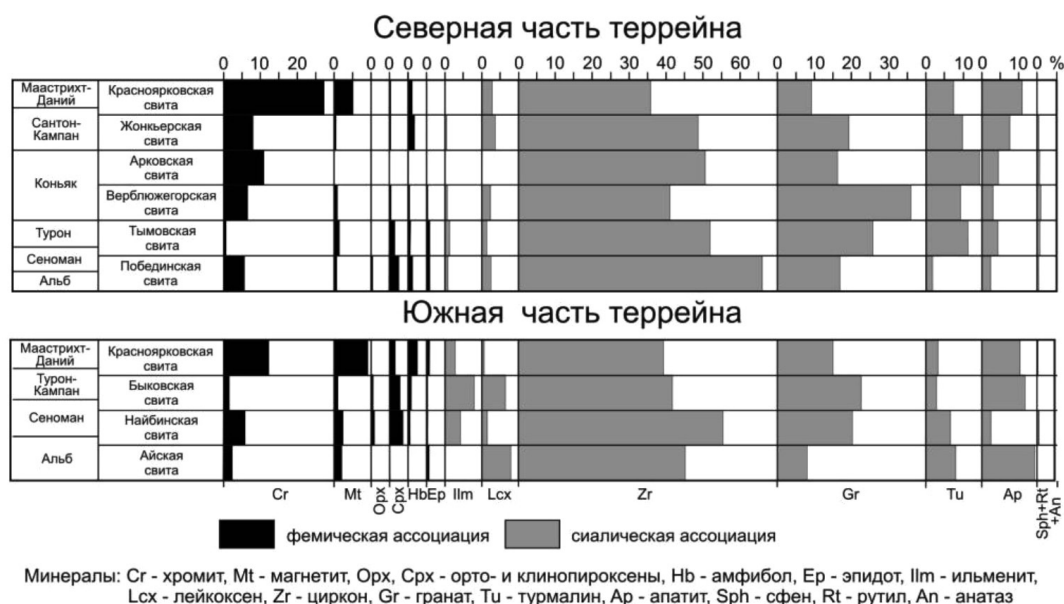 Северная часть террейна
0 10 20 0 0 0 0 0 0 0 0 10 20 30 40 50 60 0 10 20 30 0 10 0 10 0 %
Маастрихт-
Даний
Красноярковская
свита
Сантон-
Кампан
Жонкьерская
свита
Коньяк
Арковская
свита
Верблюжегорская
свита
Турон
Тымовская
свита
Сеноман
Альб
Побединская
свита
Южная часть террейна
Маастрихт-
Даний
Красноярковская
свита
Турон-
Кампан
Быковская
свита
Сеноман
Найбинская
свита
Альб
Айская
свита
Cr Mt Opx Cpx Hb Ep Ilm Lcx Zr Gr Tu Ap Sph+Rt
+An
фемическая ассоциация сиалическая ассоциация
Минералы: Cr - хромит, Mt - магнетит, Opx, Cpx - орто- и клинопироксены, Hb - амфибол, Ep - эпидот, Ilm - ильменит,
Lcx - лейкоксен, Zr - циркон, Gr - гранат, Tu - турмалин, Ap - апатит, Sph - сфен, Rt - рутил, An - анатаз